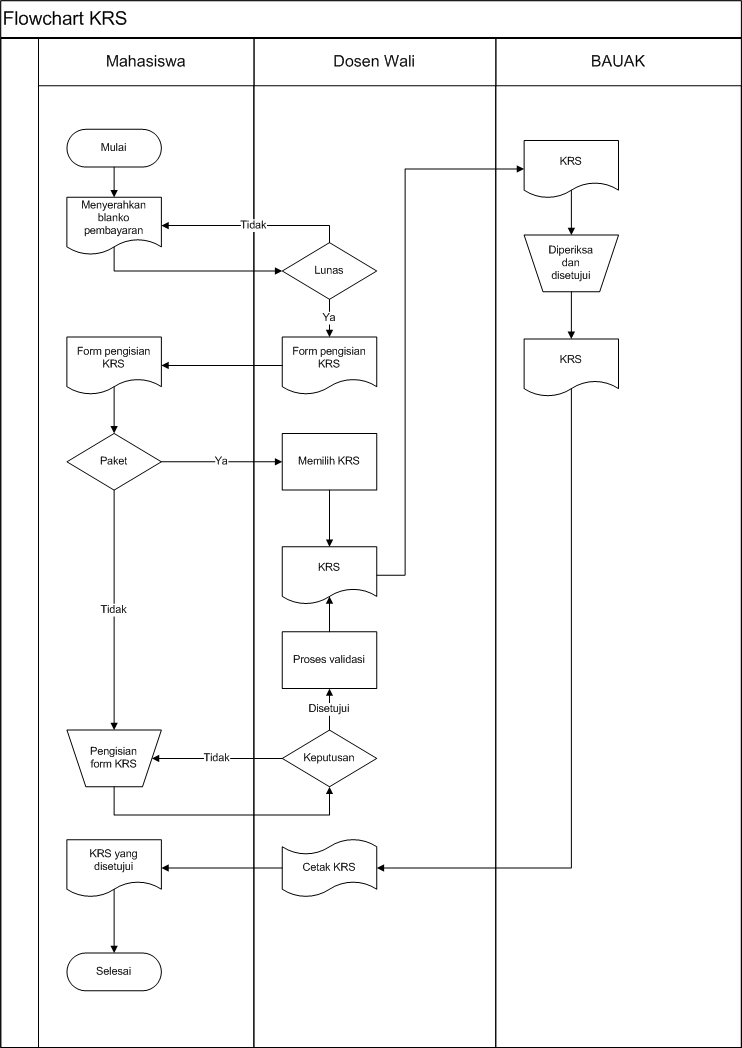 Flowchart KRS
Mahasiswa
Dosen Wali
BAUAK
Mulai
Menyerahkan
blanko
pembayaran
Tidak
Lunas
Ya
Form pengisian
KRS
Form pengisian
KRS
Paket
Ya
Memilih KRS
KRS
Tidak
Proses validasi
Disetujui
Pengisian
form KRS
Tidak
Keputusan
KRS
Diperiksa
dan
disetujui
KRS
Cetak KRS
KRS yang
disetujui
Selesai